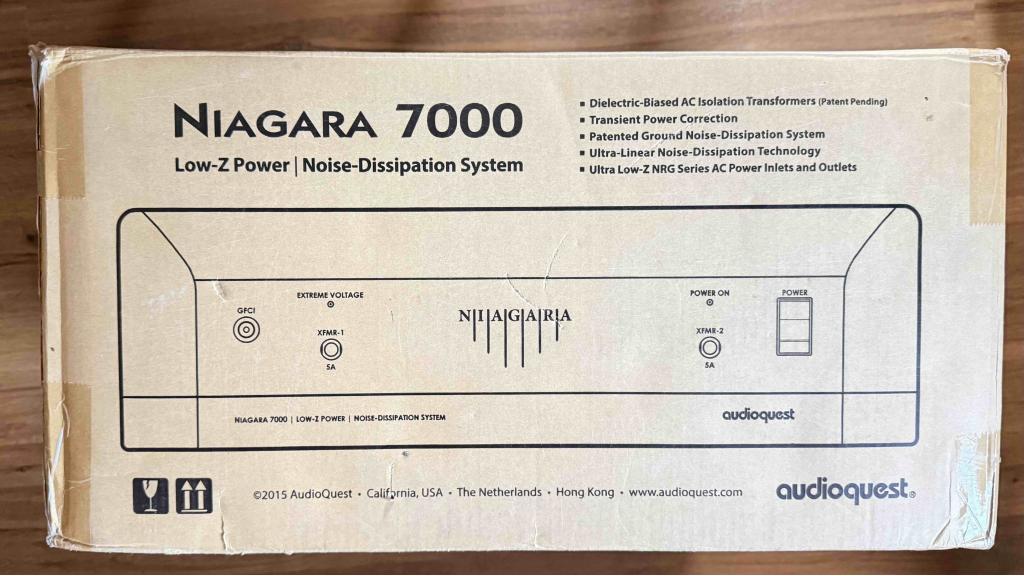 NIAGARA 7000
Low-Z Power | Noise-Dissipation System
▪ Dielectric-Biased AC Isolation Transformers (Patent Pending)
▪ Transient Power Correction
▪ Patented Ground Noise-Dissipation System
▪ Ultra-Linear Noise-Dissipation Technology
▪ Ultra Low-Z NRG Series AC Power Inlets and Outlets
GFCI
EXTREME VOLTAGE
XFMR-1
5A
NIAGARA
POWER ON
XFMR-2
5A
POWER
NIAGARA 7000 | LOW-Z POWER | NOISE-DISSIPATION SYSTEM
audioquest
©2015 AudioQuest • California, USA • The Netherlands • Hong Kong • www.audioquest.com
audioquest®